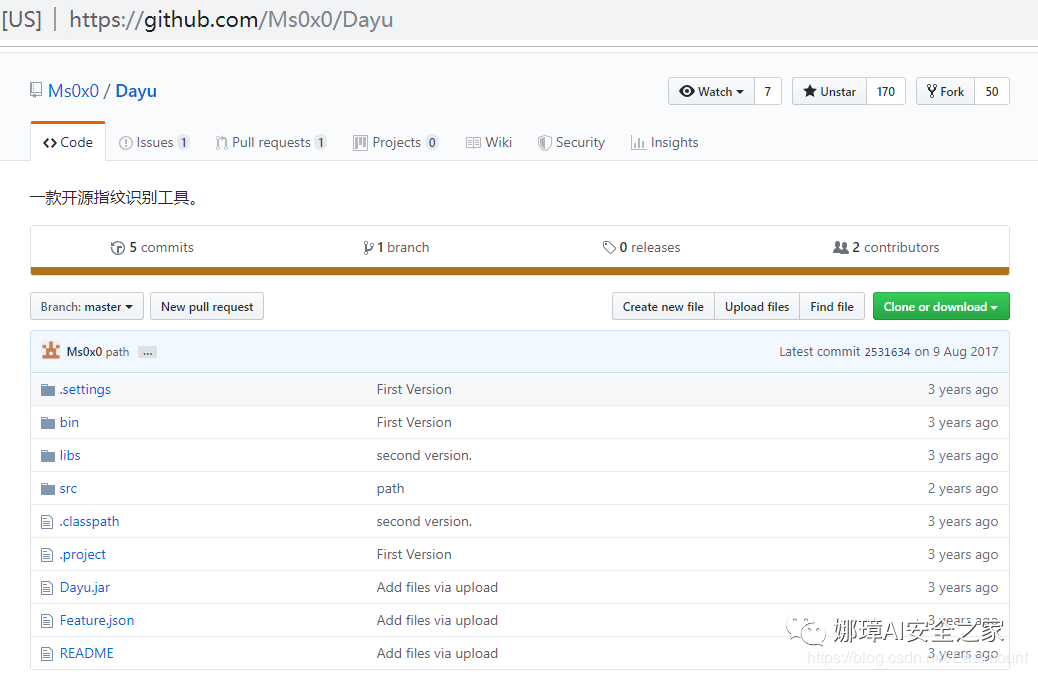 [US] | https://github.com/Ms0x0/Dayu
Ms0x0 / Dayu
Watch 7 Unstar 170 Fork 50
Code Issues 1 Pull requests 1 Projects 0 Wiki Security Insights
一款开源指纹识别工具。
5 commits 1 branch 0 releases 2 contributors
Branch: master New pull request Create new file Upload files Find file Clone or download
Ms0x0 path ... Latest commit 2531634 on 9 Aug 2017
.settings First Version 3 years ago
bin First Version 3 years ago
libs second version. 3 years ago
src path 2 years ago
.classpath second version. 3 years ago
.project First Version 3 years ago
Dayu.jar Add files via upload 3 years ago
Feature.json Add files via upload 3 years ago
娜璋AI安全之家
README Add files via upload 3 years ago
https://blog.csdn.net/Eastmount